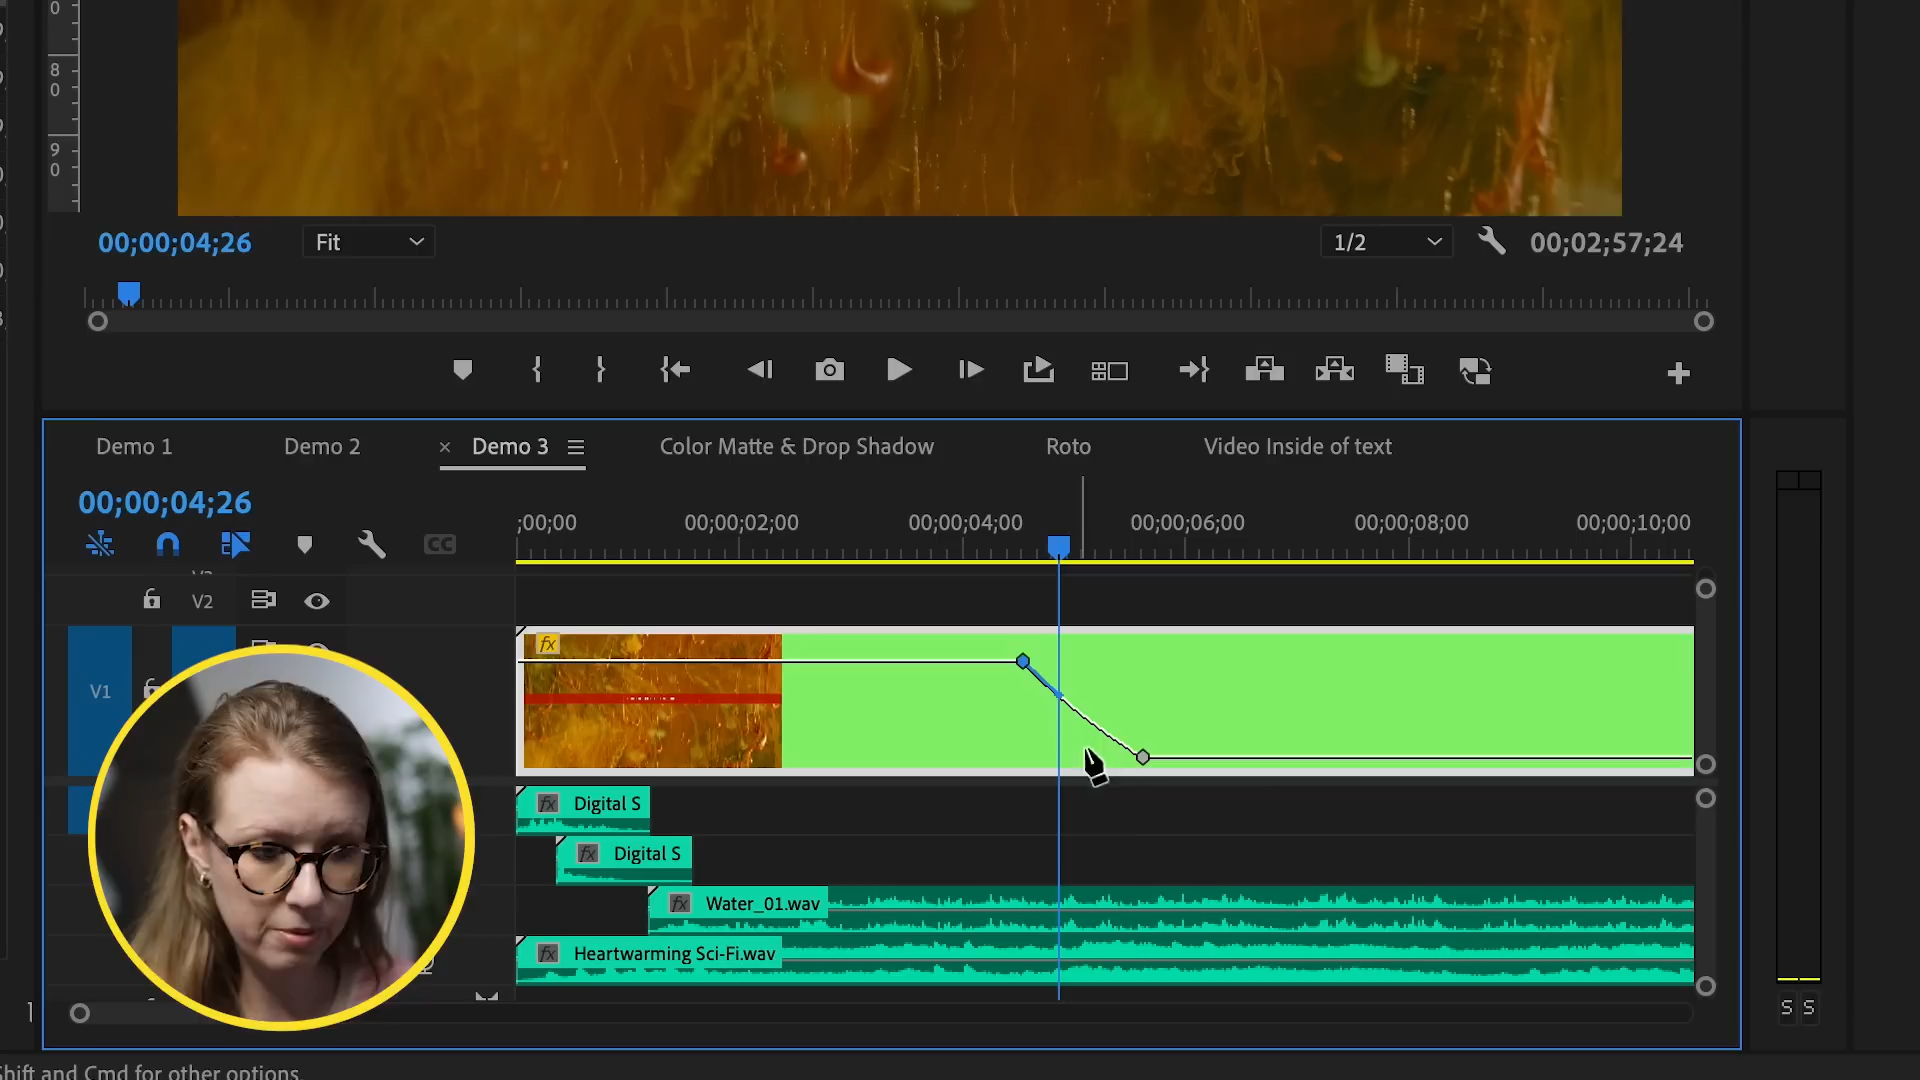 0
8
0
9
0
00;00;04;26
Fit
1/2
00;02;57;24
Demo 1
Demo 2
× Demo 3
Color Matte & Drop Shadow
Roto
Video Inside of text
00;00;04;26
;00;00
00;00;02;00
00;00;04;00
00;00;06;00
00;00;08;00
00;00;10;00
CC
V2
fx
V1
fx Digital S
fx Digital S
fx Water_01.wav
fx Heartwarming Sci-Fi.wav
S S
Shift and Cmd for other options.